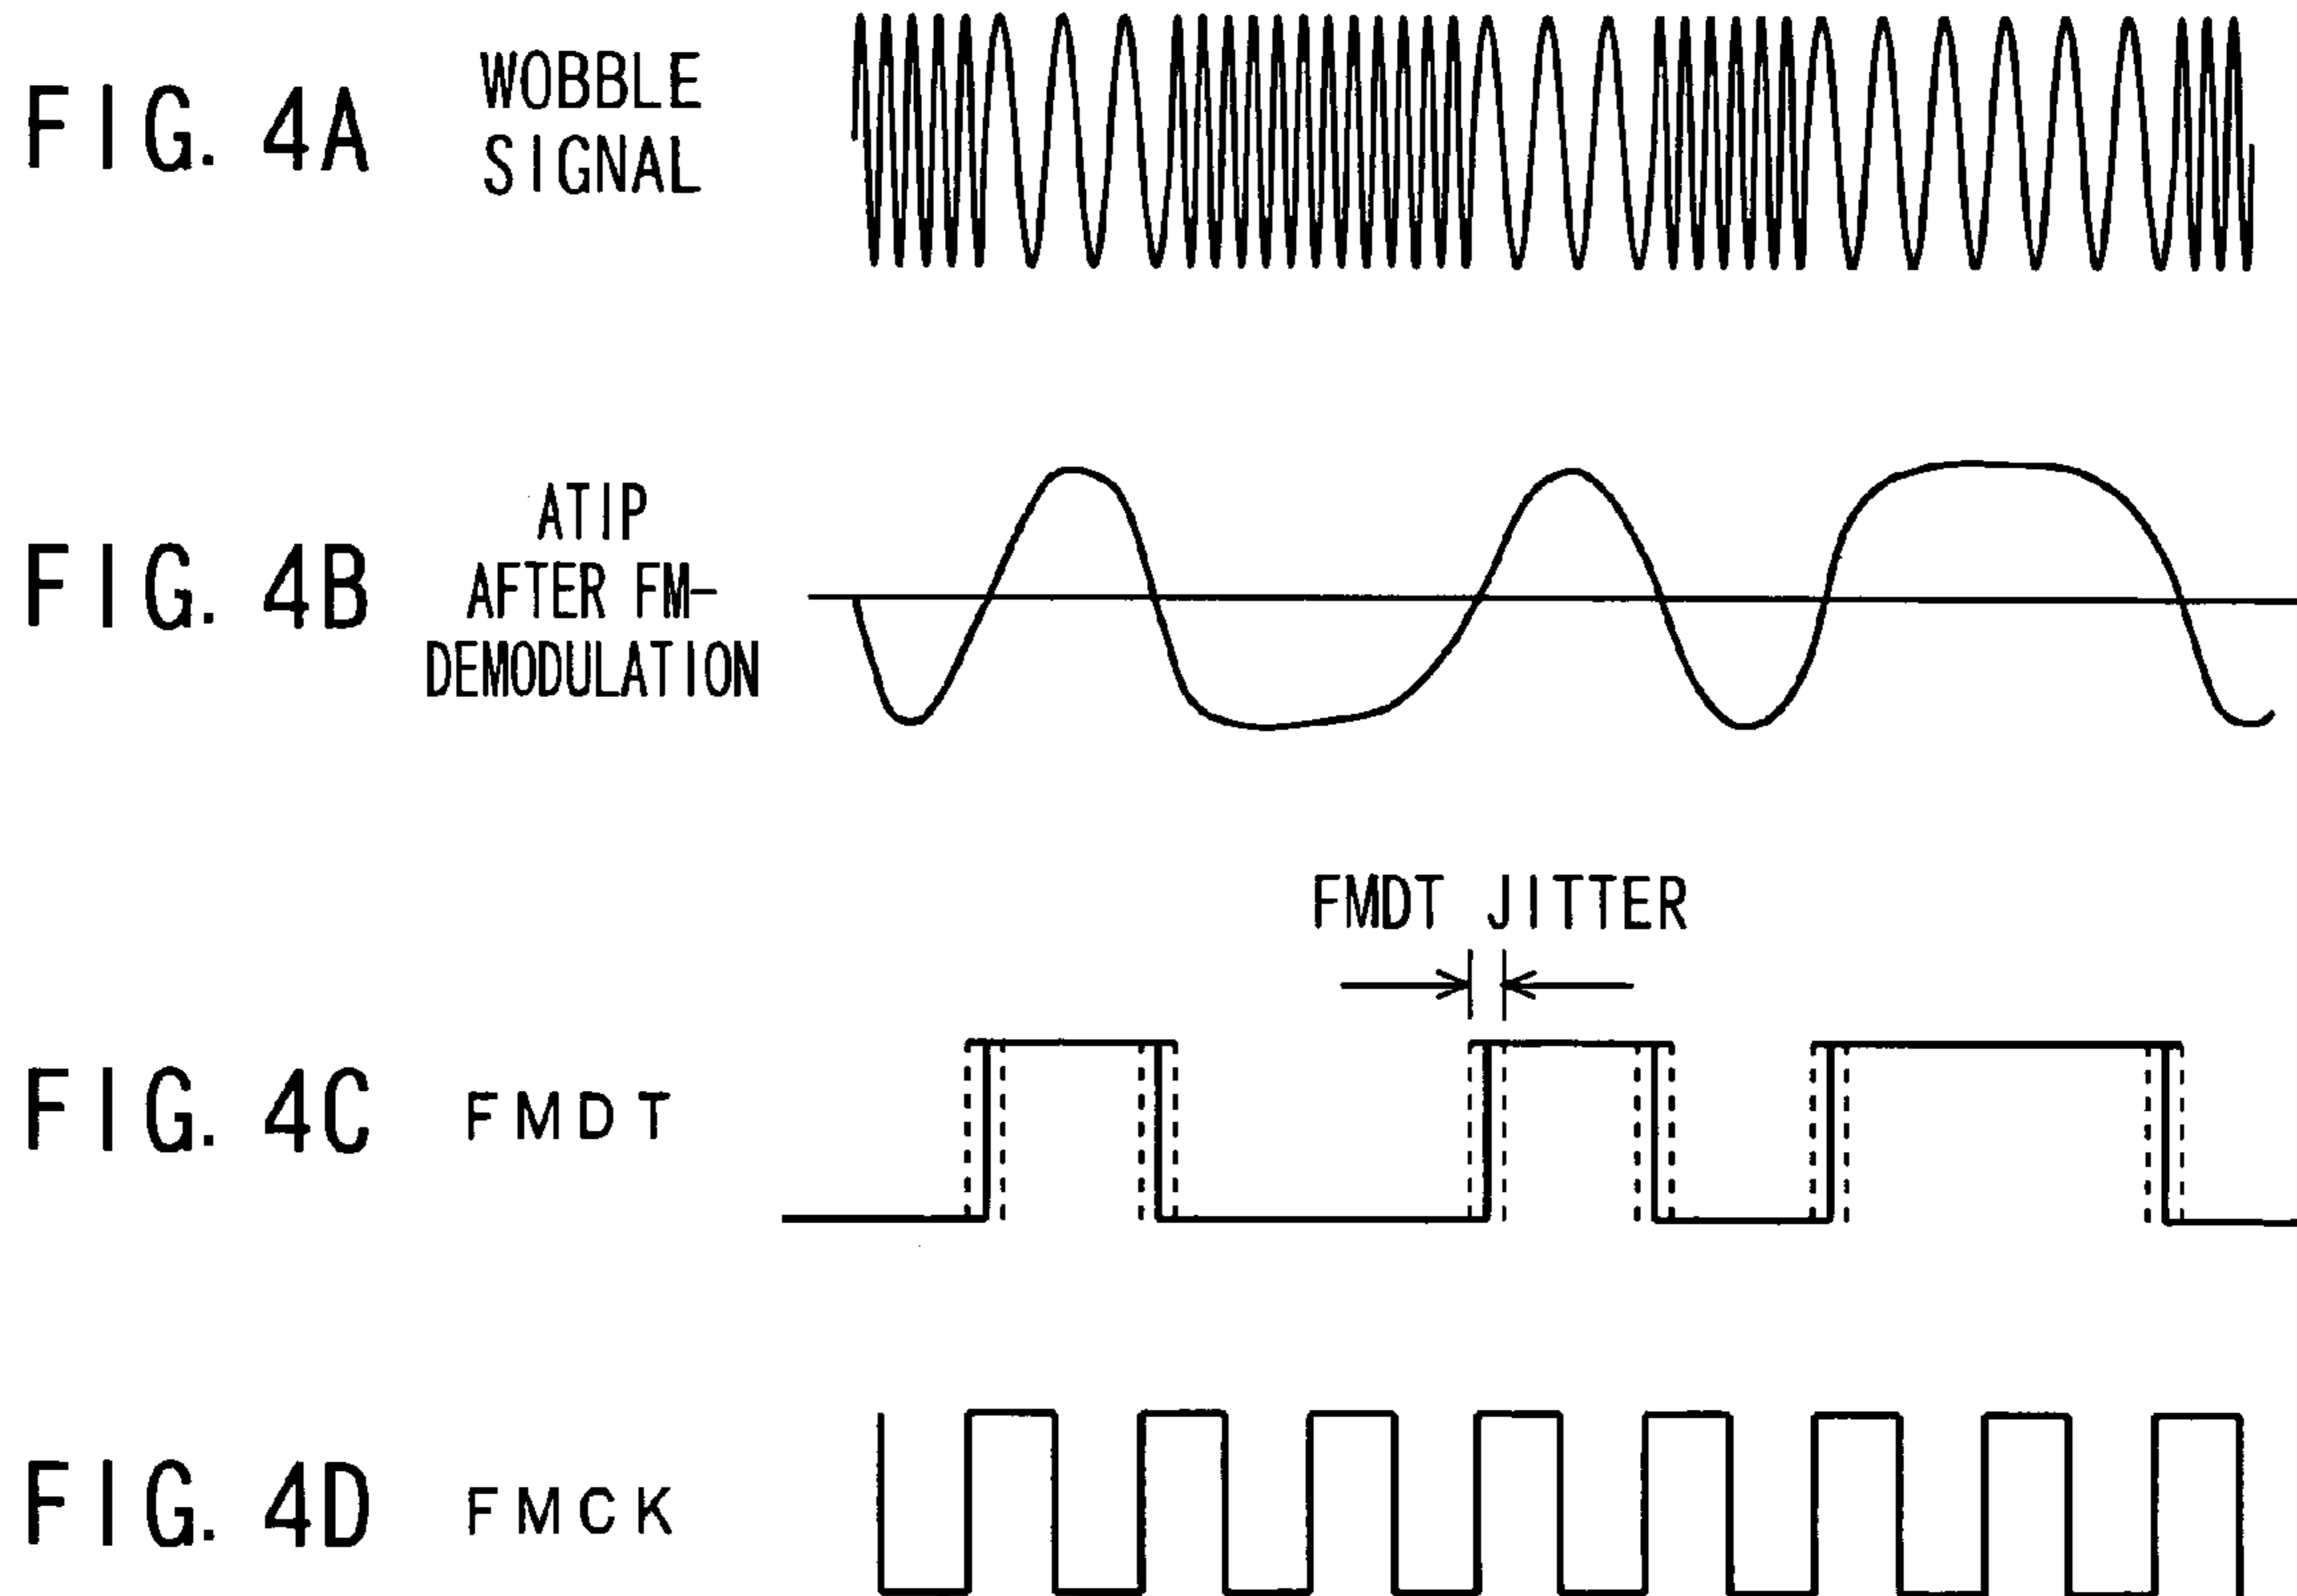 FIG. 4A
WOBBLE
SIGNAL
FIG. 4B
ATIP
AFTER FM-
DEMODULATION
FMDT JITTER
FIG. 4C
FMDT
FIG. 4D
FMCK